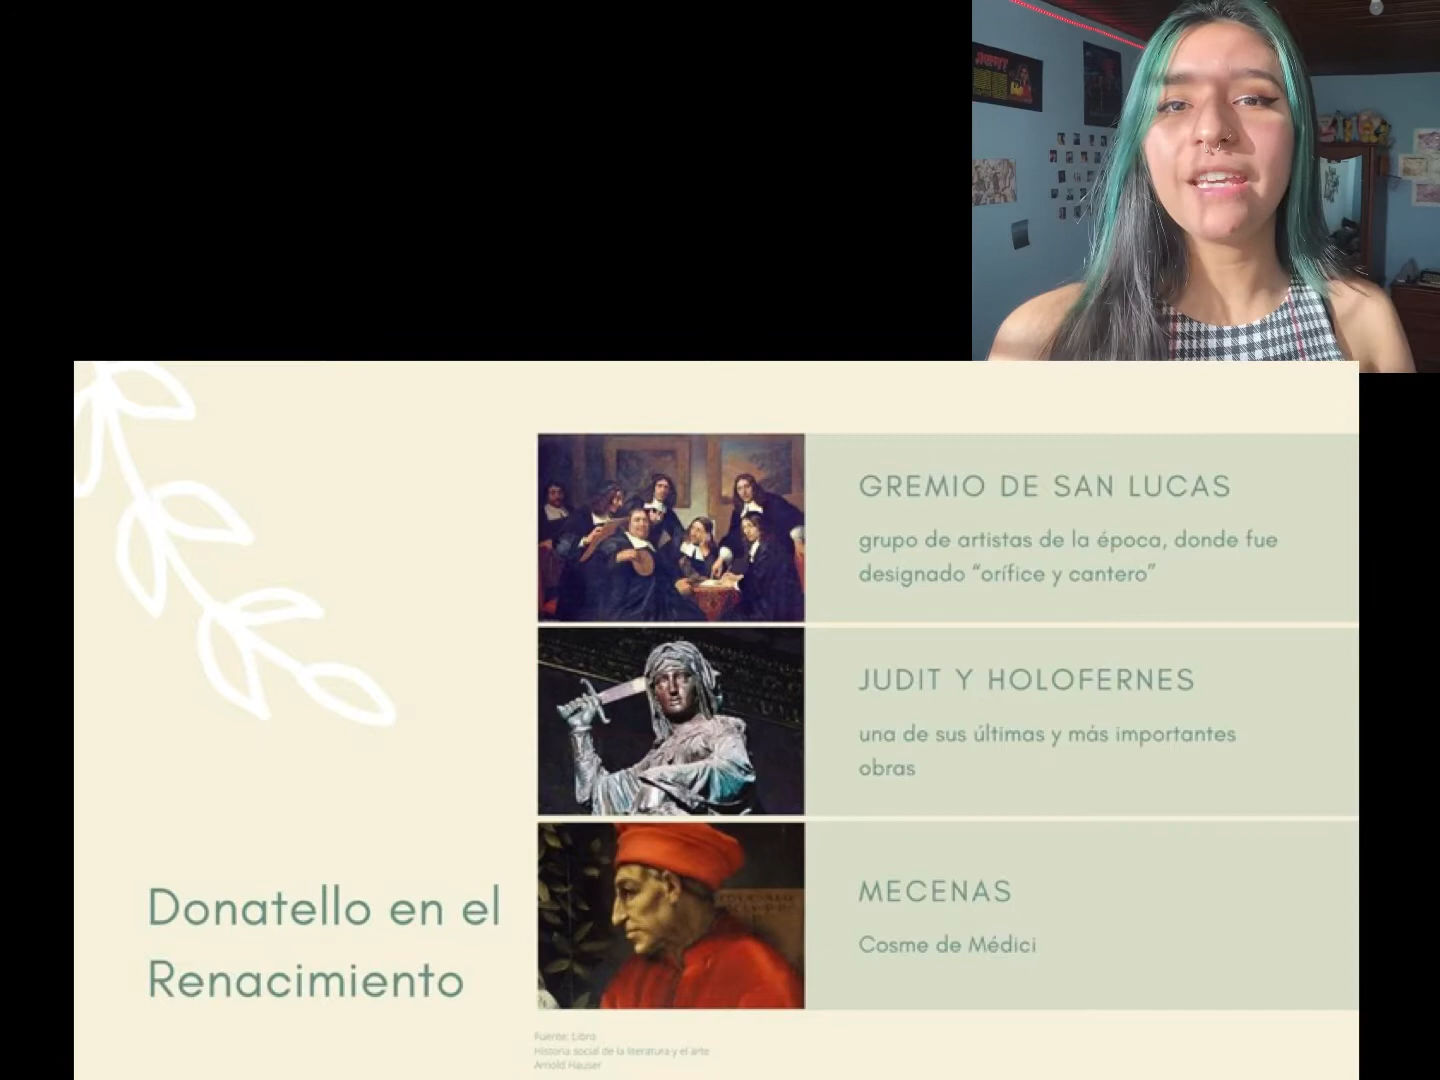 GREMIO DE SAN LUCAS
grupo de artistas de la época, donde fue
designado “orífice y cantero”
JUDIT Y HOLOFERNES
una de sus últimas y más importantes
obras
MECENAS
Cosme de Médici
Donatello en el
Renacimiento
Fuente: Libro
Historia social de la literatura y el arte
Arnold Hauser